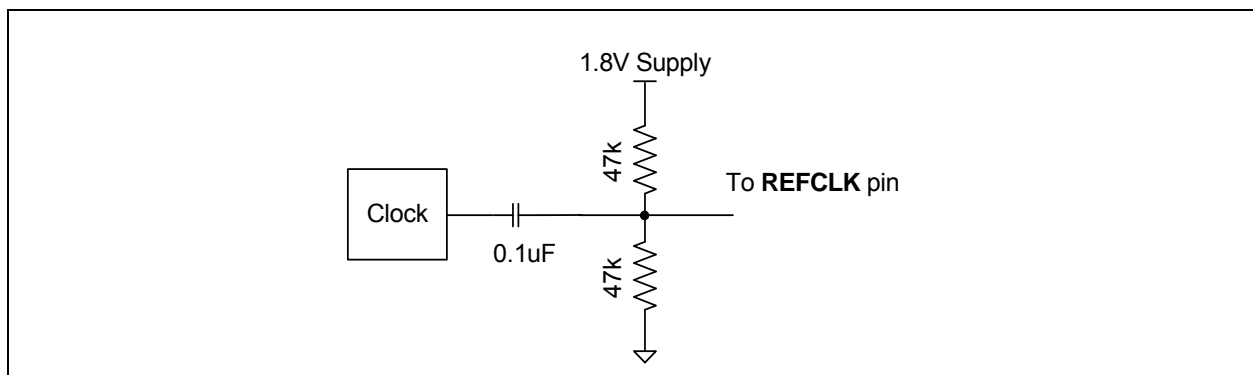 1.8V Supply
47k
To REFCLK pin
Clock
0.1uF
47k